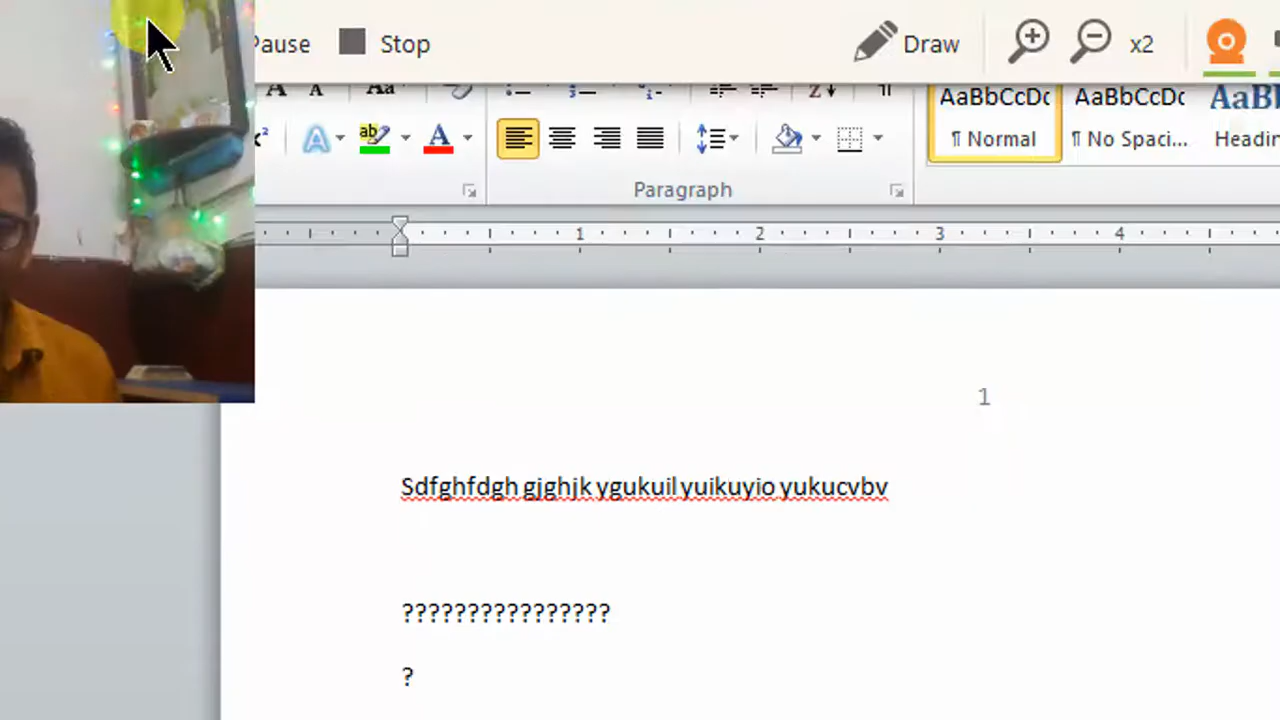 Pause Stop Draw x2
Aa AaBbCcDc AaBbCcDc
¶ Normal ¶ No Spaci... Headin
Paragraph
1 2 3 4
1
Sdfghfdgh gjghjk ygukuil yuikuyio yukucvbv
????????????????
?